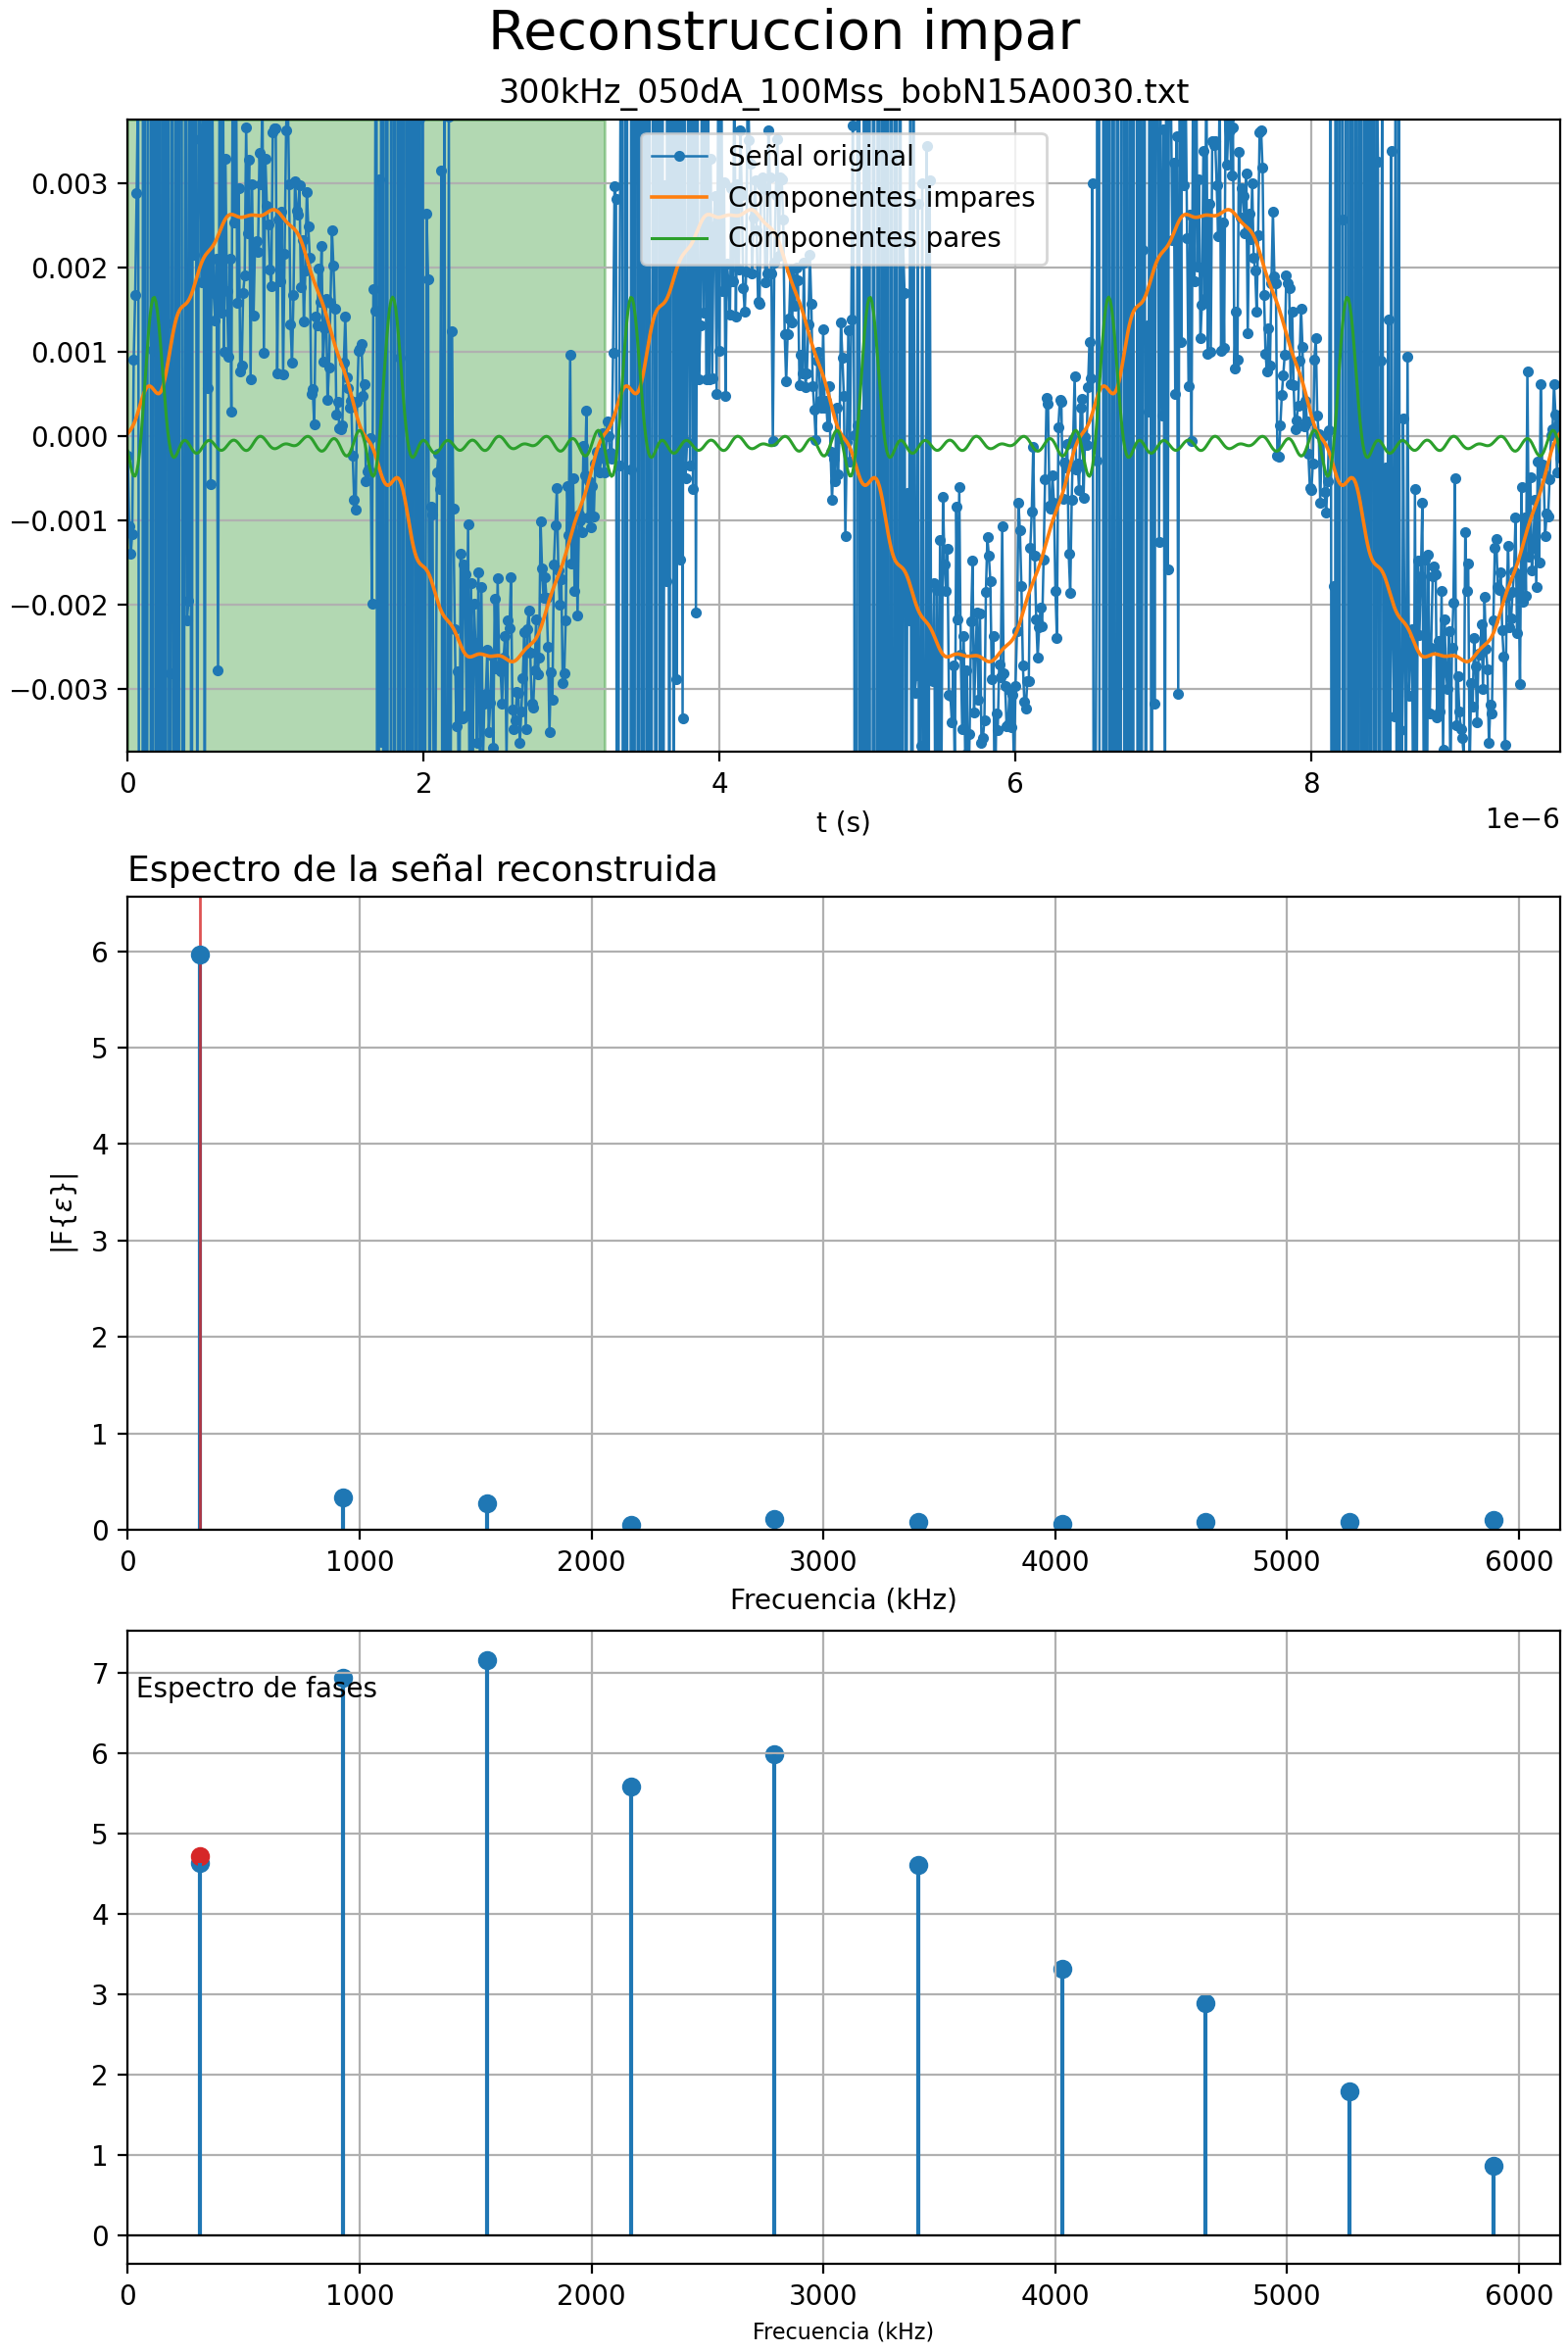 Reconstruccion impar
300kHz_050dA_100Mss_bobN15A0030.txt
Señal original
Componentes impares
Componentes pares
0.003
0.002
0.001
0.000
−0.001
−0.002
−0.003
0 2 4 6 8
1e−6
t (s)
Espectro de la señal reconstruida
6
5
4
3
2
1
0
|F{ε}|
0 1000 2000 3000 4000 5000 6000
Frecuencia (kHz)
Espectro de fases
7
6
5
4
3
2
1
0
0 1000 2000 3000 4000 5000 6000
Frecuencia (kHz)